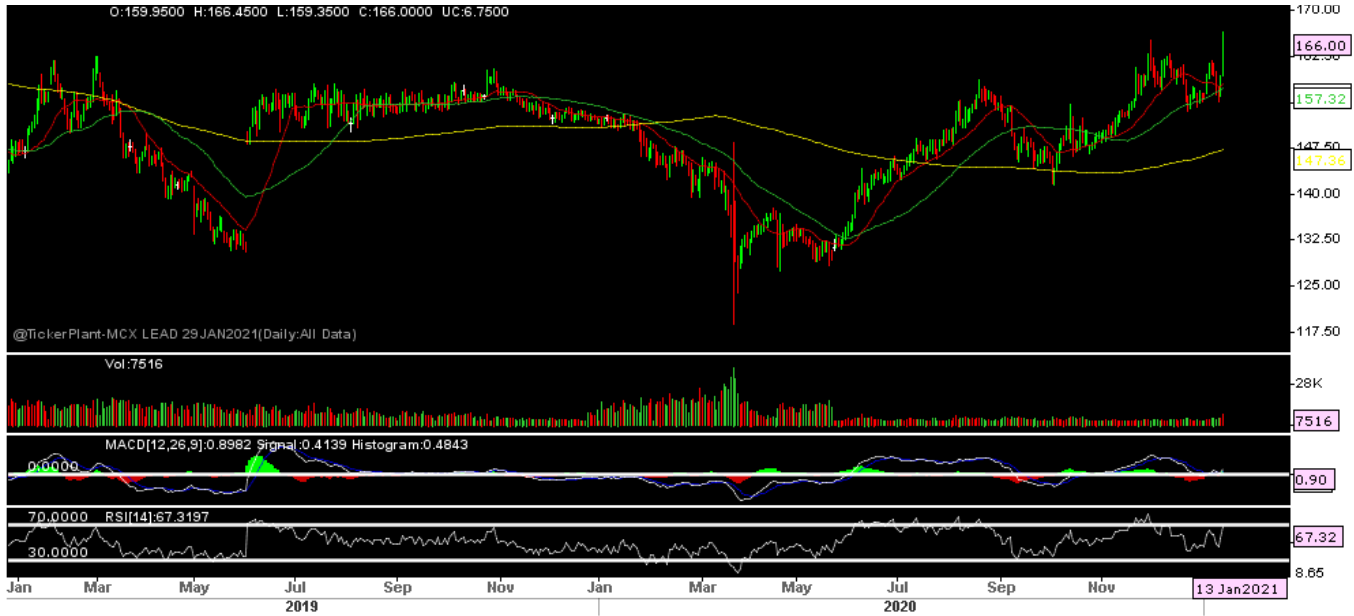 O:159.9500 H:166.4500 L:159.3500 C:166.0000 UC:6.7500
170.00
166.00
162.50
157.32
147.50
147.36
140.00
132.50
125.00
117.50
@TickerPlant-MCX LEAD 29JAN2021(Daily:All Data)
Vol:7516
28K
7516
MACD[12,26,9]:0.8982 Signal:0.4139 Histogram:0.4843
0.0000
0.90
70.0000 RSI[14]:67.3197
67.32
30.0000
8.65
Jan Mar May Jul Sep Nov Jan Mar May Jul Sep Nov 13 Jan2021
2019 2020